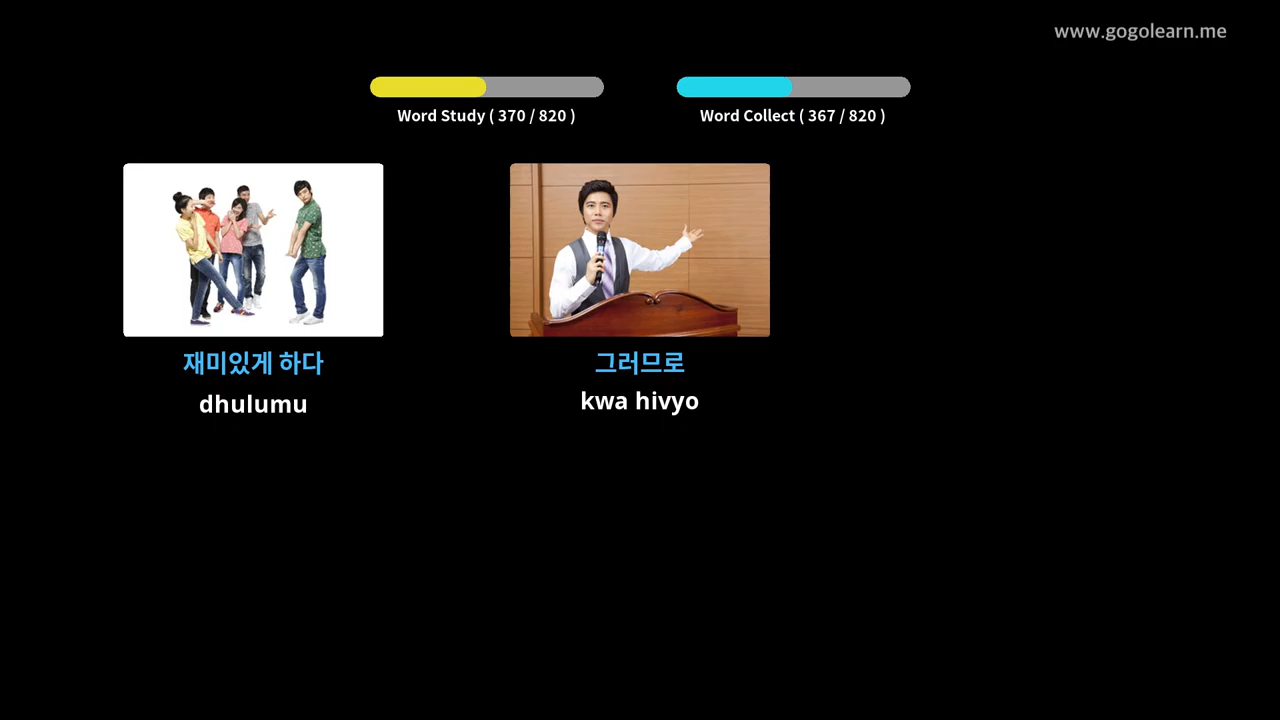 www.gogolearn.me
Word Study ( 370 / 820 )
Word Collect ( 367 / 820 )
재미있게 하다
dhulumu
그러므로
kwa hivyo